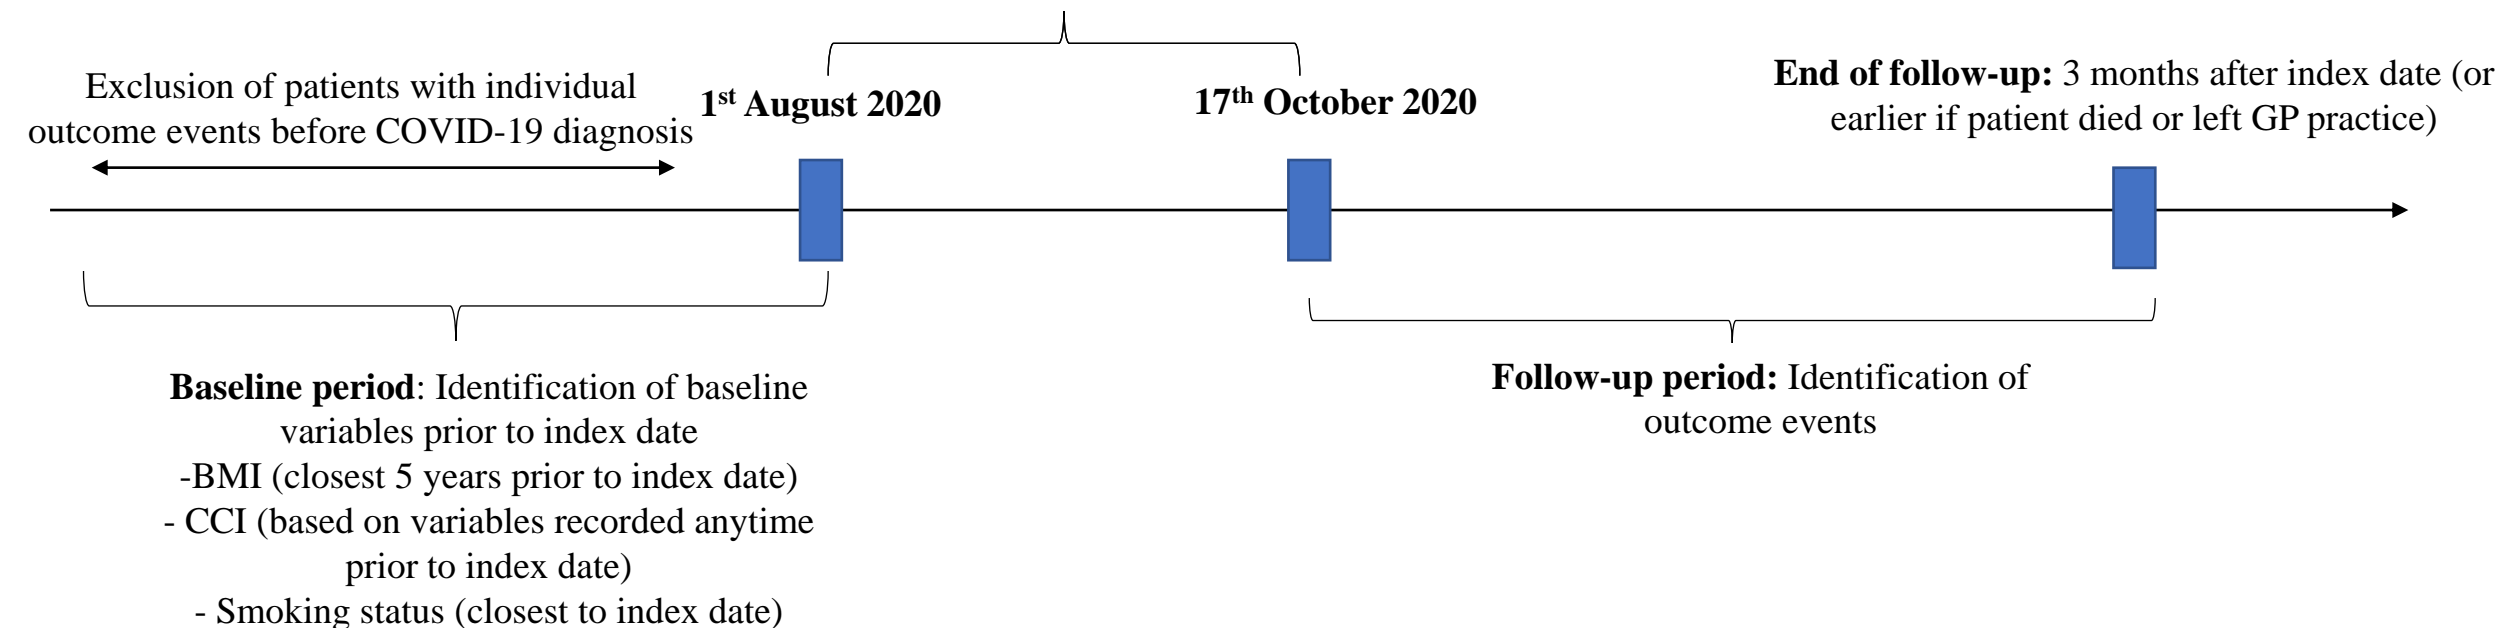 Exclusion of patients with individual
outcome events before COVID-19 diagnosis
1st August 2020
17th October 2020
End of follow-up: 3 months after index date (or
earlier if patient died or left GP practice)
Baseline period: Identification of baseline
variables prior to index date
-BMI (closest 5 years prior to index date)
- CCI (based on variables recorded anytime
prior to index date)
- Smoking status (closest to index date)
Follow-up period: Identification of
outcome events